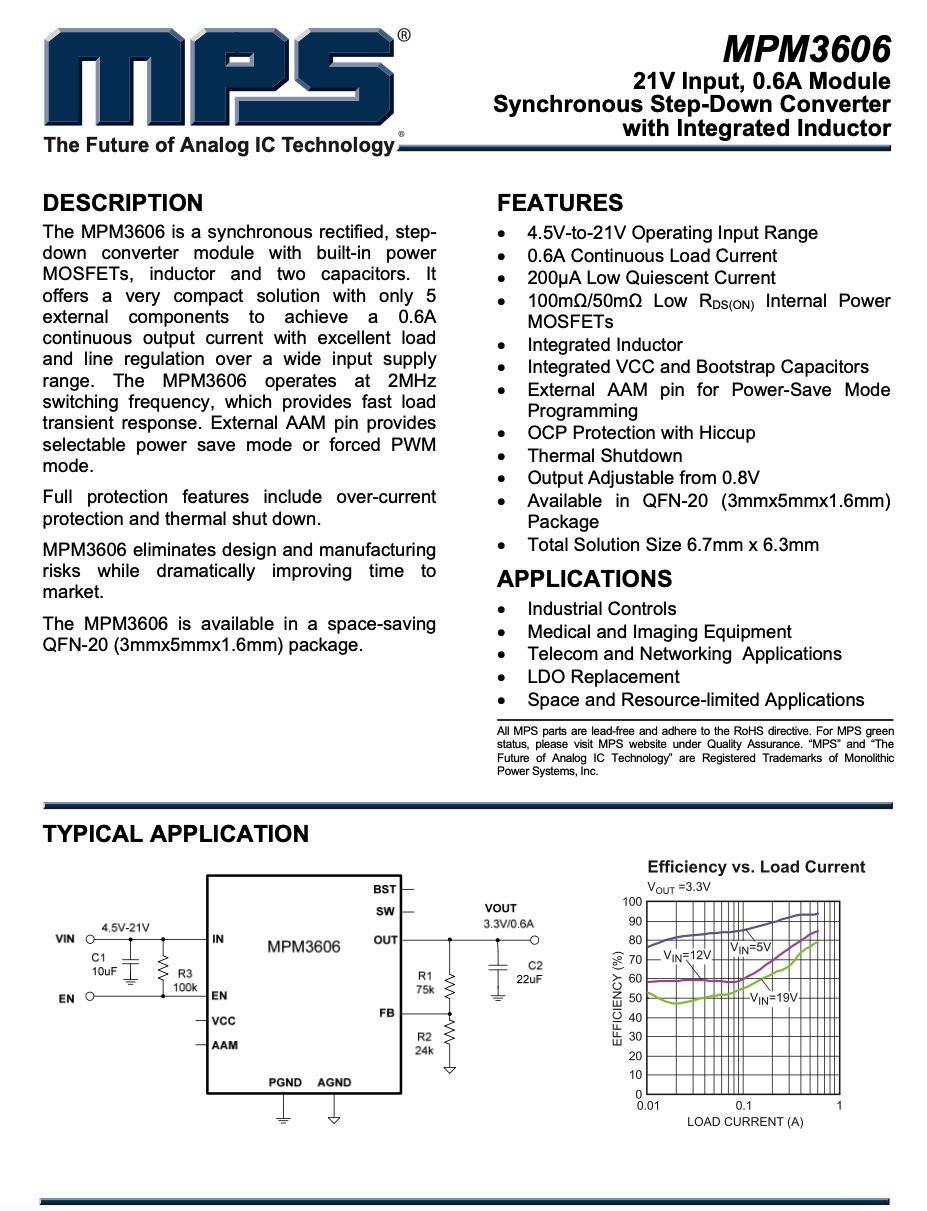 MPS®
The Future of Analog IC Technology®
MPM3606
21V Input, 0.6A Module
Synchronous Step-Down Converter
with Integrated Inductor
DESCRIPTION
The MPM3606 is a synchronous rectified, step-
down converter module with built-in power
MOSFETs, inductor and two capacitors. It
offers a very compact solution with only 5
external components to achieve a 0.6A
continuous output current with excellent load
and line regulation over a wide input supply
range. The MPM3606 operates at 2MHz
switching frequency, which provides fast load
transient response. External AAM pin provides
selectable power save mode or forced PWM
mode.
Full protection features include over-current
protection and thermal shut down.
MPM3606 eliminates design and manufacturing
risks while dramatically improving time to
market.
The MPM3606 is available in a space-saving
QFN-20 (3mmx5mmx1.6mm) package.
FEATURES
• 4.5V-to-21V Operating Input Range
• 0.6A Continuous Load Current
• 200µA Low Quiescent Current
• 100mΩ/50mΩ Low RDS(ON) Internal Power
MOSFETs
• Integrated Inductor
• Integrated VCC and Bootstrap Capacitors
• External AAM pin for Power-Save Mode
Programming
• OCP Protection with Hiccup
• Thermal Shutdown
• Output Adjustable from 0.8V
• Available in QFN-20 (3mmx5mmx1.6mm)
Package
• Total Solution Size 6.7mm x 6.3mm
APPLICATIONS
• Industrial Controls
• Medical and Imaging Equipment
• Telecom and Networking Applications
• LDO Replacement
• Space and Resource-limited Applications
All MPS parts are lead-free and adhere to the RoHS directive. For MPS green
status, please visit MPS website under Quality Assurance. “MPS” and “The
Future of Analog IC Technology” are Registered Trademarks of Monolithic
Power Systems, Inc.
TYPICAL APPLICATION
VIN
4.5V-21V
C1
10uF
R3
100k
EN
IN
EN
VCC
AAM
MPM3606
BST
SW
OUT
FB
PGND AGND
R1
75k
R2
24k
VOUT
3.3V/0.6A
C2
22uF
Efficiency vs. Load Current
VOUT =3.3V
EFFICIENCY (%)
100
90
80
70
60
50
40
30
20
10
0
VIN=5V
VIN=12V
VIN=19V
0.01 0.1 1
LOAD CURRENT (A)